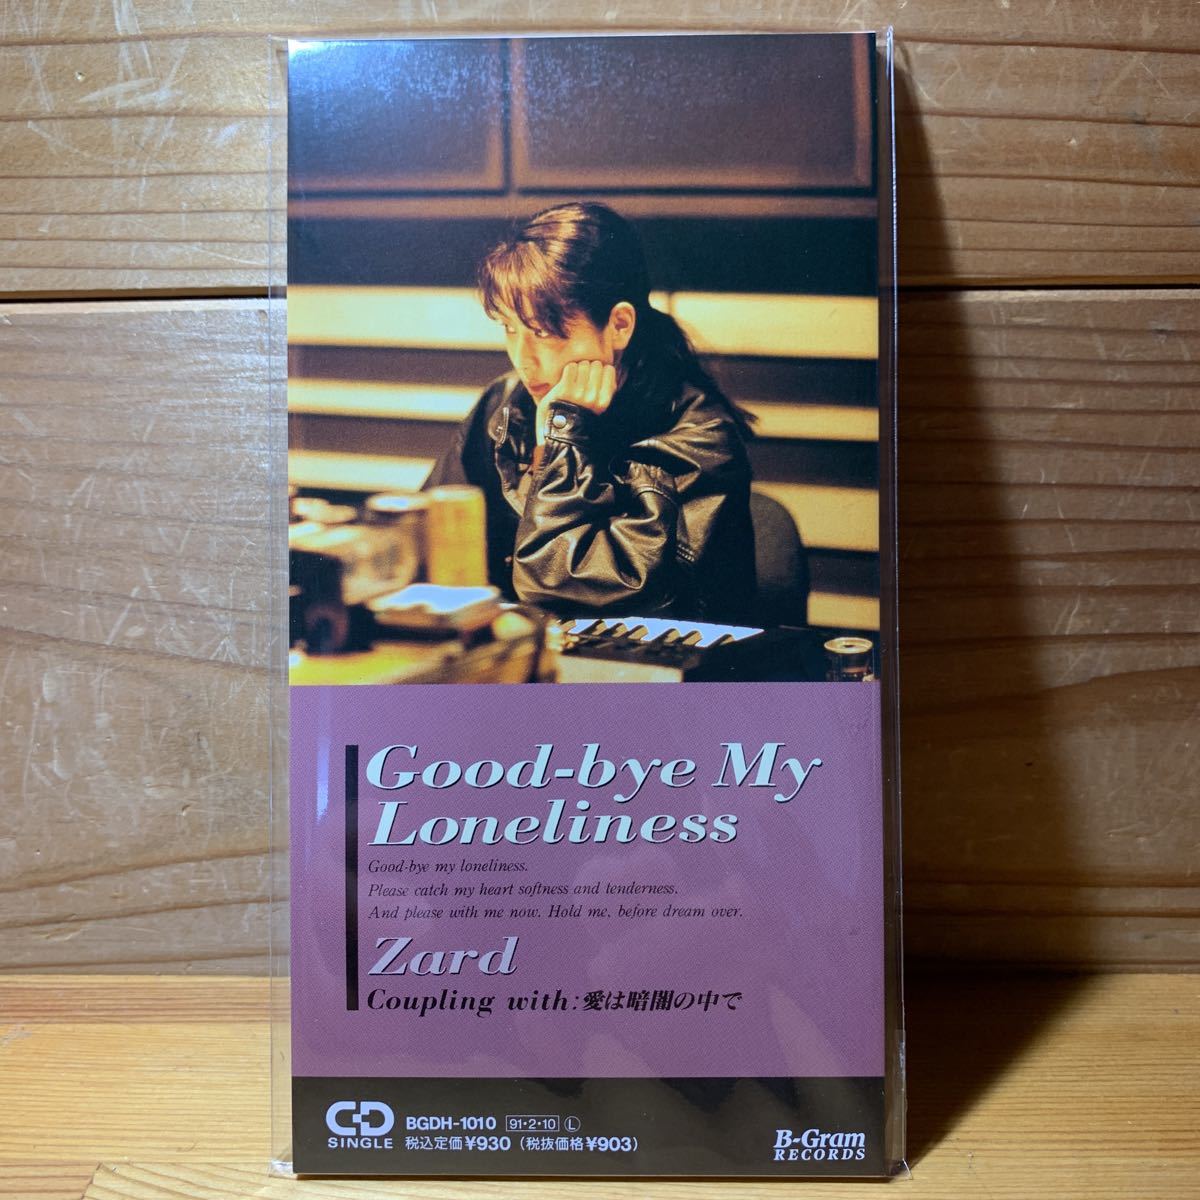 Good-bye My
Loneliness
Good-bye my loneliness.
Please catch my heart softness and tenderness.
And please with me now. Hold me, before dream over.
Zard
Coupling with: 愛は暗闇の中で
CD
SINGLE
BGDH-1010 91・2・10 L
税込定価¥930（税抜価格¥903）
B-Gram
RECORDS